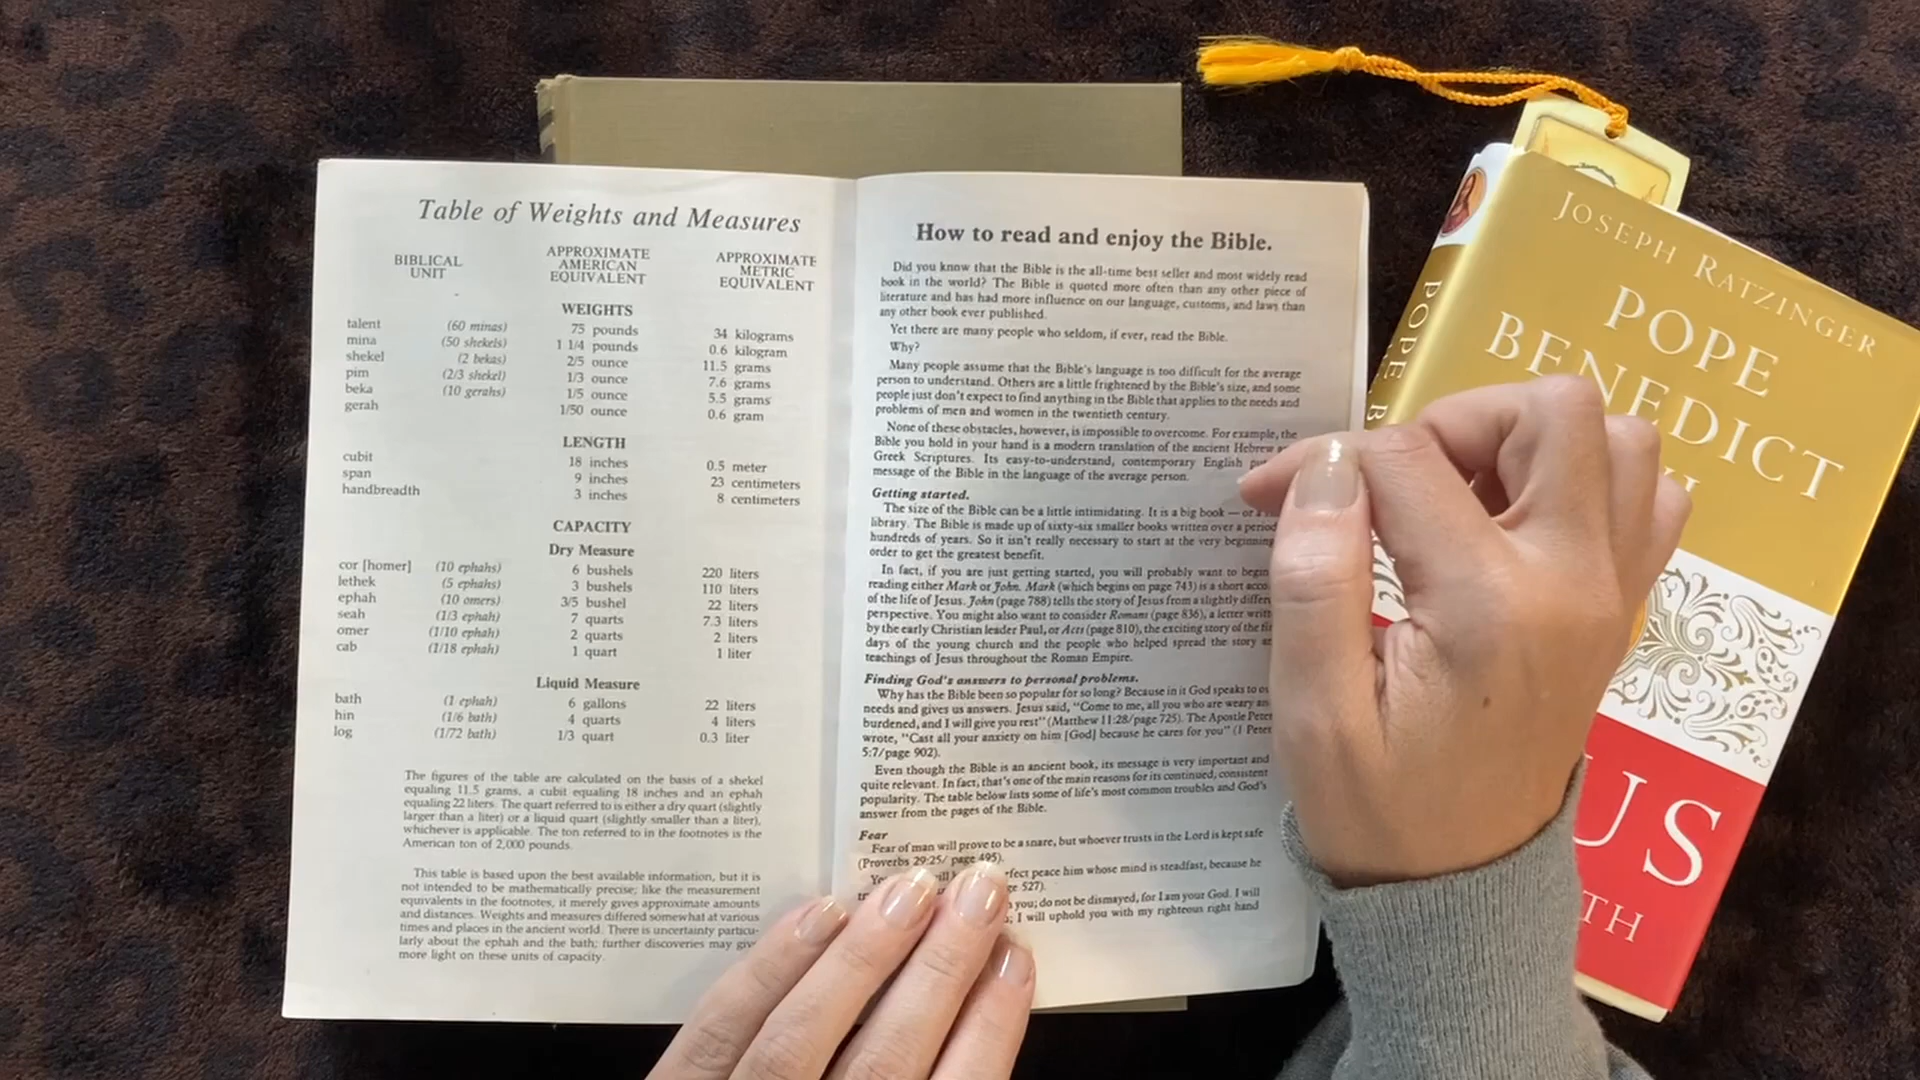 Table of Weights and Measures
BIBLICAL UNIT
APPROXIMATE AMERICAN EQUIVALENT
APPROXIMATE METRIC EQUIVALENT
WEIGHTS
talent (60 minas) 75 pounds 34 kilograms
mina (50 shekels) 1 1/4 pounds 0.6 kilogram
shekel (2 bekas) 2/5 ounce 11.5 grams
pim (2/3 shekel) 1/3 ounce 7.6 grams
beka (10 gerahs) 1/5 ounce 5.5 grams
gerah 1/50 ounce 0.6 gram
LENGTH
cubit 18 inches 0.5 meter
span 9 inches 23 centimeters
handbreadth 3 inches 8 centimeters
CAPACITY
Dry Measure
cor [homer] (10 ephahs) 6 bushels 220 liters
lethek (5 ephahs) 3 bushels 110 liters
ephah (10 omers) 3/5 bushel 22 liters
seah (1/3 ephah) 7 quarts 7.3 liters
omer (1/10 ephah) 2 quarts 2 liters
cab (1/18 ephah) 1 quart 1 liter
Liquid Measure
bath (1 ephah) 6 gallons 22 liters
hin (1/6 bath) 4 quarts 4 liters
log (1/72 bath) 1/3 quart 0.3 liter
The figures of the table are calculated on the basis of a shekel
equaling 11.5 grams, a cubit equaling 18 inches and an ephah
equaling 22 liters. The quart referred to is either a dry quart (slightly
larger than a liter) or a liquid quart (slightly smaller than a liter),
whichever is applicable. The ton referred to in the footnotes is the
American ton of 2,000 pounds.
This table is based upon the best available information, but it is
not intended to be mathematically precise; like the measurement
equivalents in the footnotes, it merely gives approximate amounts
and distances. Weights and measures differed somewhat at various
times and places in the ancient world. There is uncertainty particu-
larly about the ephah and the bath; further discoveries may give
more light on these units of capacity.
How to read and enjoy the Bible.
Did you know that the Bible is the all-time best seller and most widely read
book in the world? The Bible is quoted more often than any other piece of
literature and has had more influence on our language, customs, and laws than
any other book ever published.
Yet there are many people who seldom, if ever, read the Bible.
Why?
Many people assume that the Bible's language is too difficult for the average
person to understand. Others are a little frightened by the Bible's size, and some
people just don't expect to find anything in the Bible that applies to the needs and
problems of men and women in the twentieth century.
None of these obstacles, however, is impossible to overcome. For example, the
Bible you hold in your hand is a modern translation of the ancient Hebrew
Greek Scriptures. Its easy-to-understand, contemporary English
message of the Bible in the language of the average person.
Getting started.
The size of the Bible can be a little intimidating. It is a big book — or a
library. The Bible is made up of sixty-six smaller books written over a period
hundreds of years. So it isn't really necessary to start at the very beginning
order to get the greatest benefit.
In fact, if you are just getting started, you will probably want to begin
reading either Mark or John. Mark (which begins on page 743) is a short
of the life of Jesus. John (page 788) tells the story of Jesus from a slightly
perspective. You might also want to consider Romans (page 836), a letter
by the early Christian leader Paul, or Acts (page 810), the exciting story of the
days of the young church and the people who helped spread the story
teachings of Jesus throughout the Roman Empire.
Finding God's answers to personal problems.
Why has the Bible been so popular for so long? Because in it God speaks to
needs and gives us answers. Jesus said, "Come to me, all you who are weary
burdened, and I will give you rest" (Matthew 11:28/page 725). The Apostle Peter
wrote, "Cast all your anxiety on him [God] because he cares for you" (1 Peter
5:7/page 902).
Even though the Bible is an ancient book, its message is very important and
quite relevant. In fact, that's one of the main reasons for its continued, consistent
popularity. The table below lists some of life's most common troubles and God's
answer from the pages of the Bible.
Fear
Fear of man will prove to be a snare, but whoever trusts in the Lord is kept safe
(Proverbs 29:25/ page 495).
peace him whose mind is steadfast, because he
527).
you; do not be dismayed, for I am your God. I will
I will uphold you with my righteous right hand
JOSEPH RATZINGER
POPE
BENEDICT
POPE B